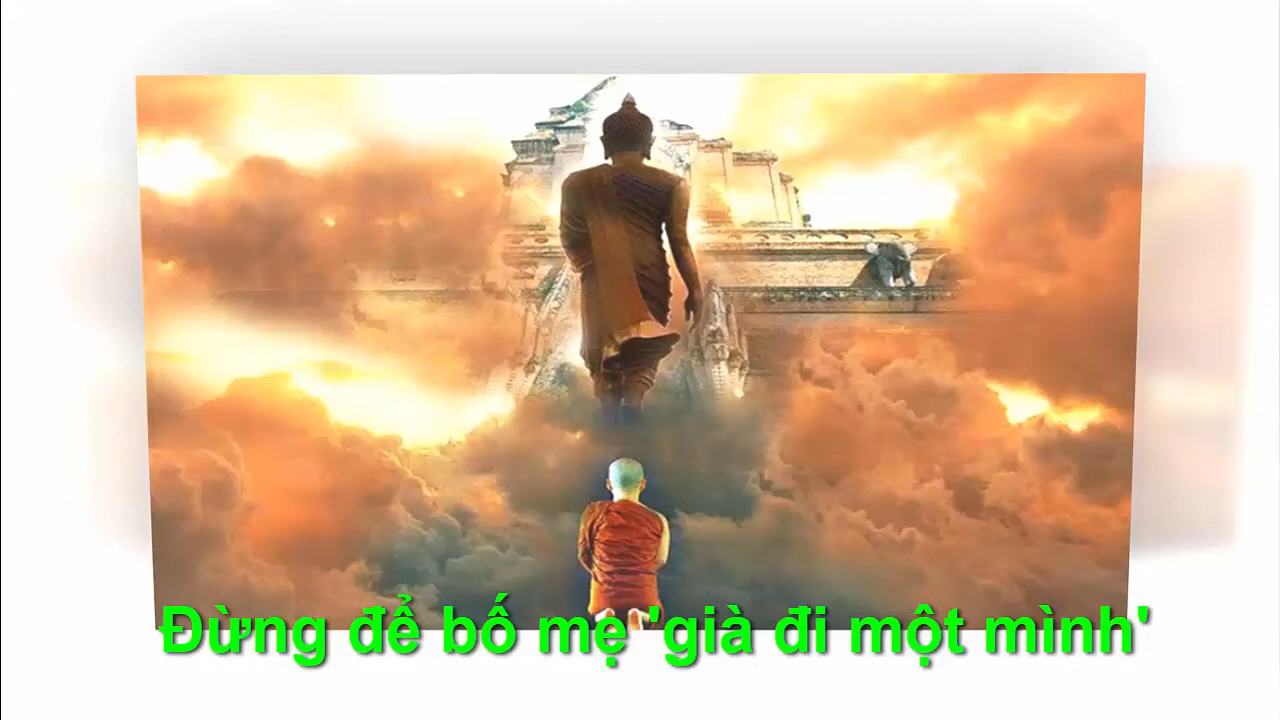 Đừng để bố mẹ 'già đi một mình'